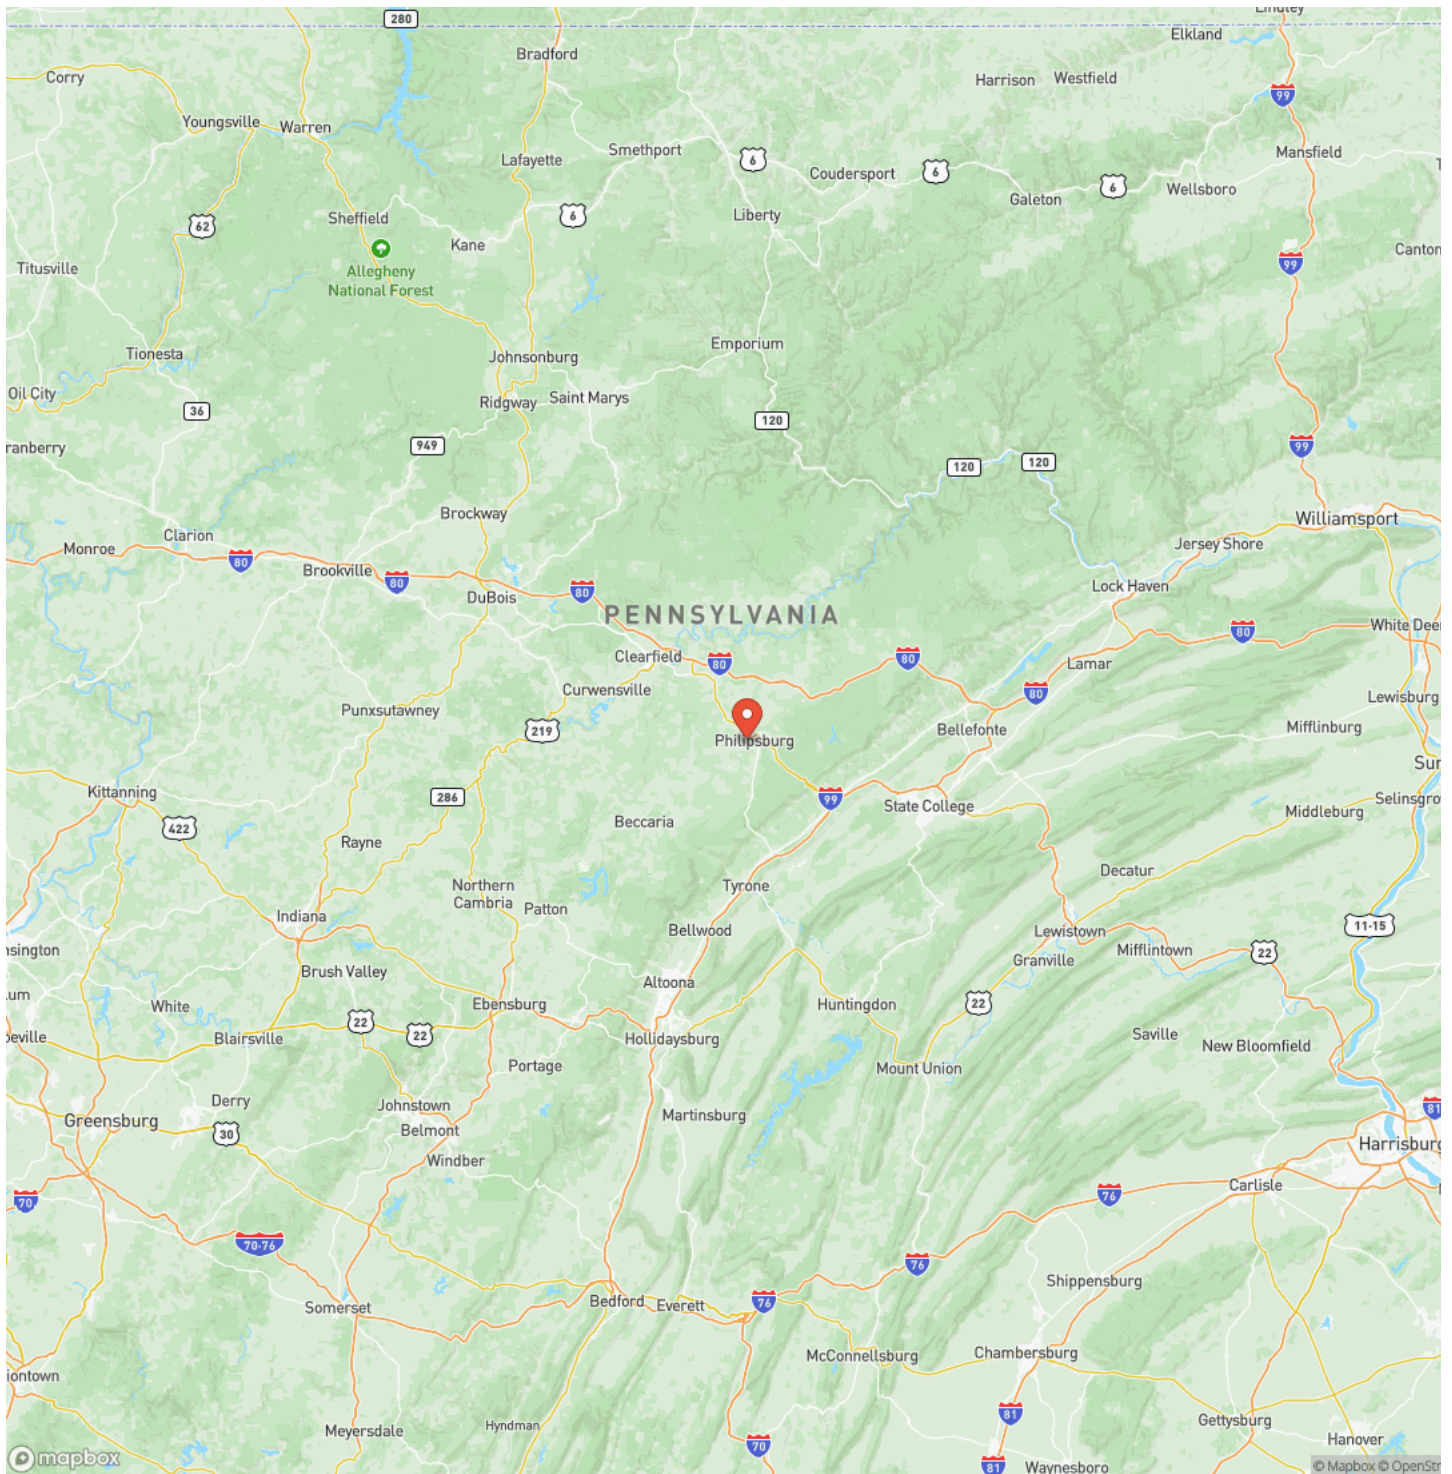 Lindley
280
Elkland
Bradford
Harrison
Westfield
Corry
99
Youngsville
Warren
Smethport
Mansfield
Lafayette
6
Coudersport
6
6
Wellsboro
Galeton
62
Sheffield
6
Liberty
Kane
Canton
Titusville
Allegheny
National Forest
99
Tionesta
Johnsonburg
Emporium
Oil City
Ridgway
Saint Marys
36
120
ranberry
949
99
120
120
Brockway
Williamsport
Clarion
Monroe
Jersey Shore
80
Brookville
80
DuBois
80
Lock Haven
PENNSYLVANIA
White Deer
80
Clearfield
80
80
Lamar
Curwensville
80
Lewisburg
Punxsutawney
219
Philipsburg
Bellefonte
Mifflinburg
Sun
Kittanning
286
99
State College
Selinsgro
Middleburg
422
Beccaria
Rayne
Decatur
Northern
Cambria
Tyrone
Patton
Indiana
Bellwood
Lewistown
11-15
nsington
Mifflintown
22
Granville
Brush Valley
Altoona
lum
White
Ebensburg
Huntingdon
22
22
22
Blairsville
Hollidaysburg
Saville
New Bloomfield
Portage
Mount Union
Derry
Johnstown
81
Greensburg
Martinsburg
30
Belmont
Harrisburg
Windber
Carlisle
70
76
70-76
76
Shippensburg
Somerset
Bedford
Everett
76
McConnellsburg
Chambersburg
iontown
81
Gettysburg
Meyersdale
Hyndman
70
Hanover
mapbox
81
Waynesboro
© Mapbox © OpenStr